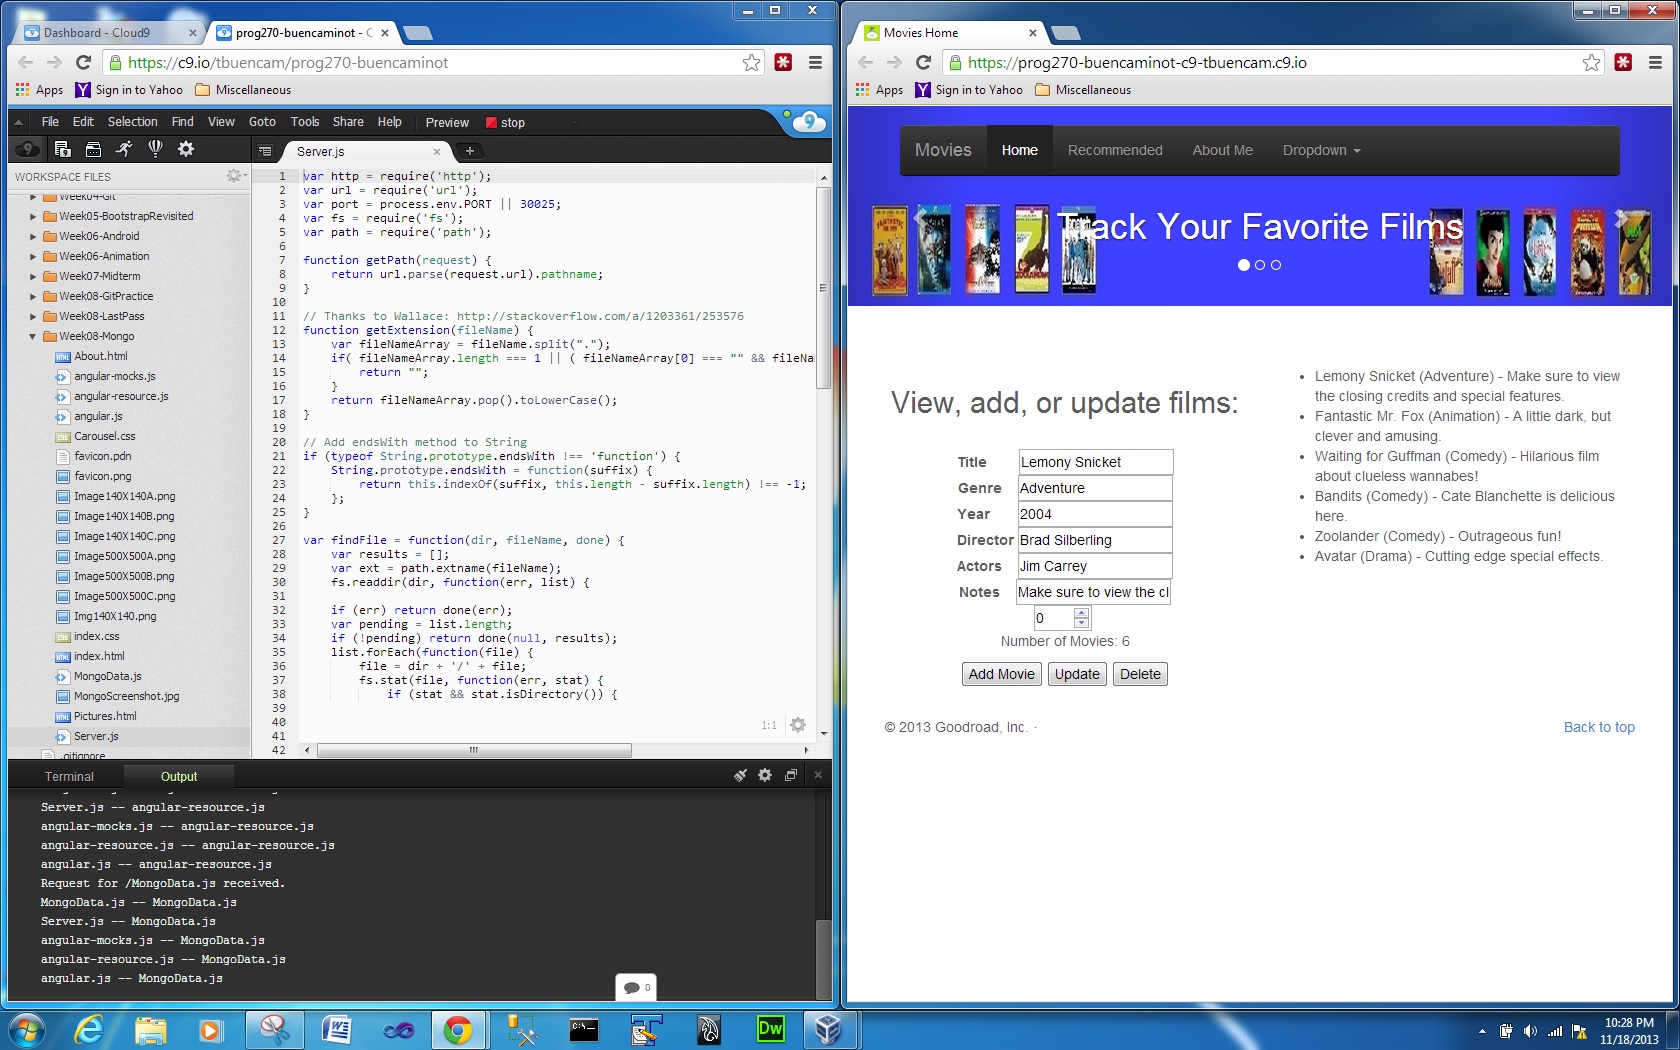 Dashboard - Cloud9
prog270-buencaminot - C
https://c9.io/tbuencam/prog270-buencaminot
Apps
Sign in to Yahoo
Miscellaneous
File Edit Selection Find View Goto Tools Share Help Preview stop
WORKSPACE FILES
Week04-Git
Week05-BootstrapRevisited
Week06-Android
Week06-Animation
Week07-Midterm
Week08-GitPractice
Week08-LastPass
Week08-Mongo
About.html
angular-mocks.js
angular-resource.js
angular.js
Carousel.css
favicon.pdn
favicon.png
Image140X140A.png
Image140X140B.png
Image140X140C.png
Image500X500A.png
Image500X500B.png
Image500X500C.png
Img140X140.png
index.css
index.html
MongoData.js
MongoScreenshot.jpg
Pictures.html
Server.js
.gitignore
Server.js
1 var http = require('http');
2 var url = require('url');
3 var port = process.env.PORT || 30025;
4 var fs = require('fs');
5 var path = require('path');
6
7 function getPath(request) {
8 return url.parse(request.url).pathname;
9 }
10
11 // Thanks to Wallace: http://stackoverflow.com/a/1203361/253576
12 function getExtension(fileName) {
13 var fileNameArray = fileName.split(".");
14 if( fileNameArray.length === 1 || ( fileNameArray[0] === "" && fileNa
15 return "";
16 }
17 return fileNameArray.pop().toLowerCase();
18 }
19
20 // Add endsWith method to String
21 if (typeof String.prototype.endsWith !== 'function') {
22 String.prototype.endsWith = function(suffix) {
23 return this.indexOf(suffix, this.length - suffix.length) !== -1;
24 };
25 }
26
27 var findFile = function(dir, fileName, done) {
28 var results = [];
29 var ext = path.extname(fileName);
30 fs.readdir(dir, function(err, list) {
31
32 if (err) return done(err);
33 var pending = list.length;
34 if (!pending) return done(null, results);
35 list.forEach(function(file) {
36 file = dir + '/' + file;
37 fs.stat(file, function(err, stat) {
38 if (stat && stat.isDirectory()) {
39
40
41
42
1:1
Terminal
Output
Server.js -- angular-resource.js
angular-mocks.js -- angular-resource.js
angular-resource.js -- angular-resource.js
angular.js -- angular-resource.js
Request for /MongoData.js received.
MongoData.js -- MongoData.js
Server.js -- MongoData.js
angular-mocks.js -- MongoData.js
angular-resource.js -- MongoData.js
angular.js -- MongoData.js
0
Movies Home
https://prog270-buencaminot-c9-tbuencam.c9.io
Apps
Sign in to Yahoo
Miscellaneous
Movies Home Recommended About Me Dropdown
Track Your Favorite Films
View, add, or update films:
Title Lemony Snicket
Genre Adventure
Year 2004
Director Brad Silberling
Actors Jim Carrey
Notes Make sure to view the cl
0
Number of Movies: 6
Add Movie Update Delete
Lemony Snicket (Adventure) - Make sure to view
the closing credits and special features.
Fantastic Mr. Fox (Animation) - A little dark, but
clever and amusing.
Waiting for Guffman (Comedy) - Hilarious film
about clueless wannabes!
Bandits (Comedy) - Cate Blanchette is delicious
here.
Zoolander (Comedy) - Outrageous fun!
Avatar (Drama) - Cutting edge special effects.
© 2013 Goodroad, Inc. ·
Back to top
Dw
10:28 PM
11/18/2013